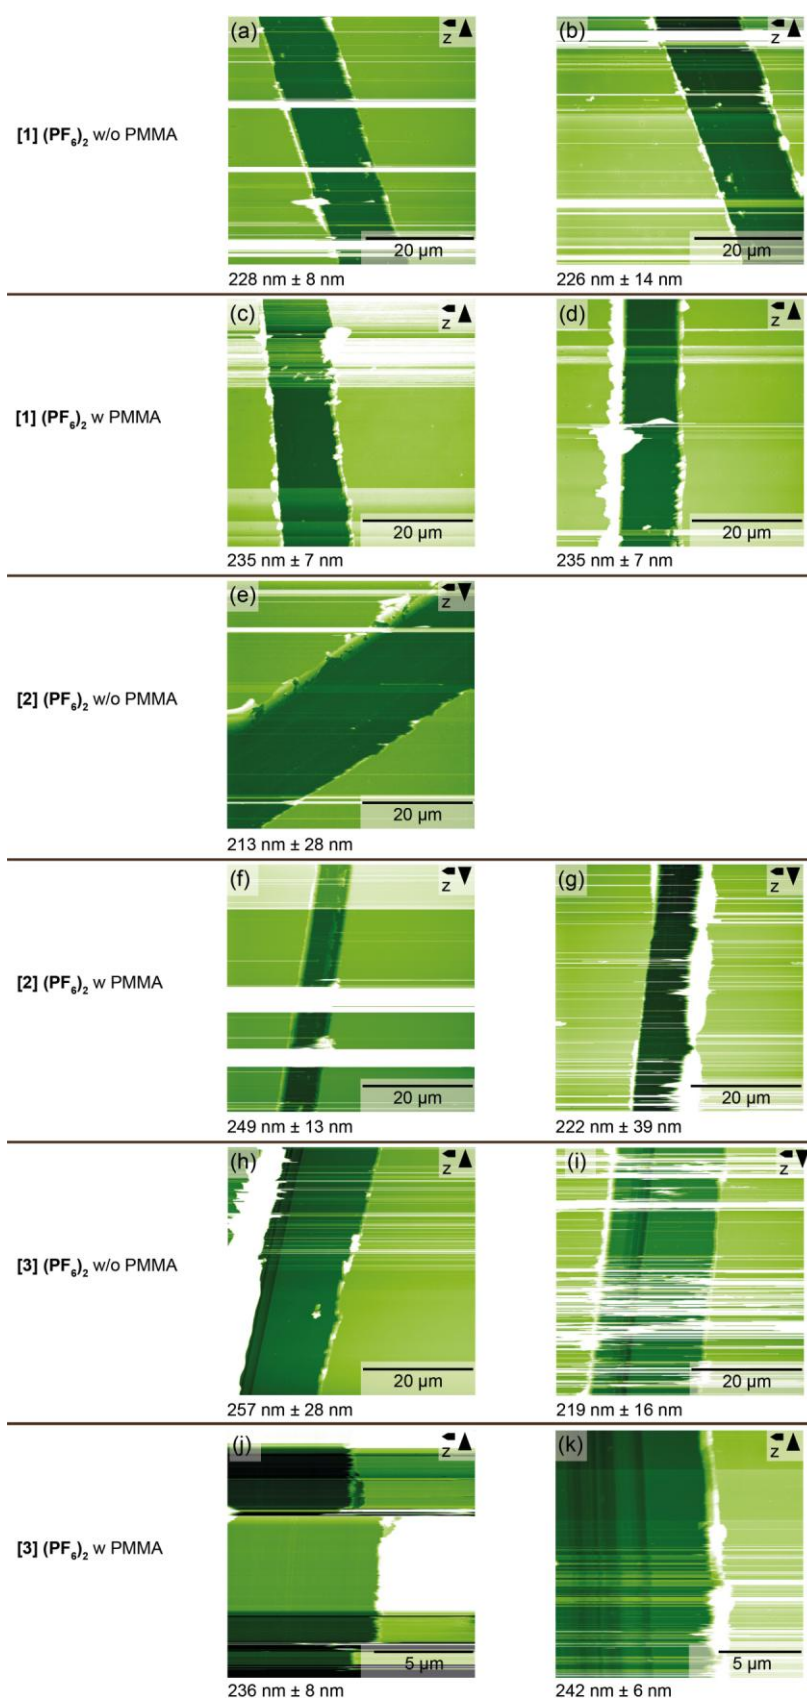 (a) z
(b) z
[1] (PF₆)₂ w/o PMMA
20 µm
20 µm
228 nm ± 8 nm
226 nm ± 14 nm
(c) z
(d) z
[1] (PF₆)₂ w PMMA
20 µm
20 µm
235 nm ± 7 nm
235 nm ± 7 nm
(e) z
[2] (PF₆)₂ w/o PMMA
20 µm
213 nm ± 28 nm
(f) z
(g) z
[2] (PF₆)₂ w PMMA
20 µm
20 µm
249 nm ± 13 nm
222 nm ± 39 nm
(h) z
(i) z
[3] (PF₆)₂ w/o PMMA
20 µm
20 µm
257 nm ± 28 nm
219 nm ± 16 nm
(j) z
(k) z
[3] (PF₆)₂ w PMMA
5 µm
5 µm
236 nm ± 8 nm
242 nm ± 6 nm